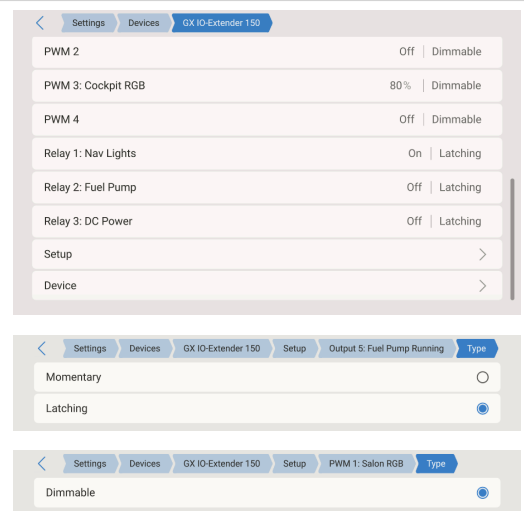 Settings Devices GX IO-Extender 150
PWM 2 Off Dimmable
PWM 3: Cockpit RGB 80% Dimmable
PWM 4 Off Dimmable
Relay 1: Nav Lights On Latching
Relay 2: Fuel Pump Off Latching
Relay 3: DC Power Off Latching
Setup
Device
Settings Devices GX IO-Extender 150 Setup Output 5: Fuel Pump Running Type
Momentary
Latching
Settings Devices GX IO-Extender 150 Setup PWM 1: Salon RGB Type
Dimmable